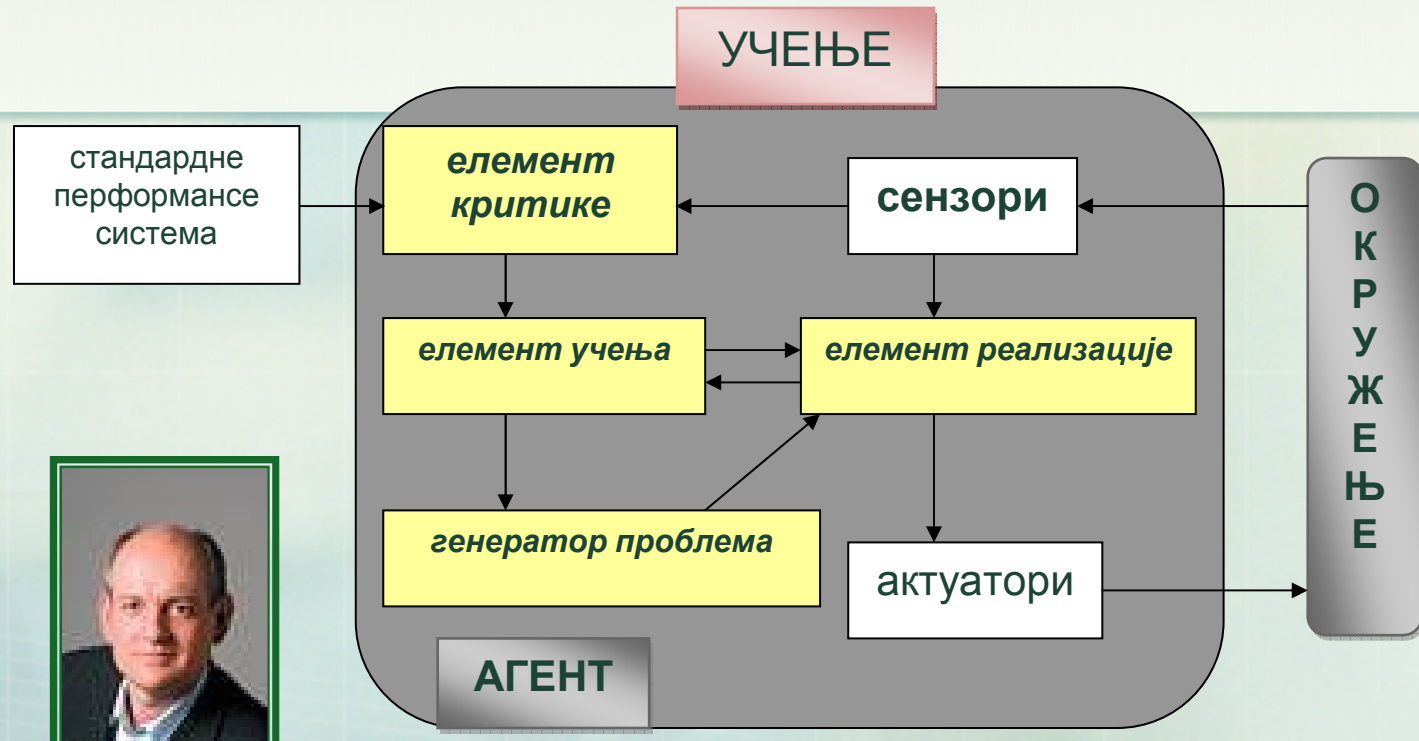 УЧЕЊЕ
стандардне
перформансе
система
елемент
критике
сензори
елемент учења
елемент реализације
генератор проблема
актуатори
АГЕНТ
О
К
Р
У
Ж
Е
Њ
Е